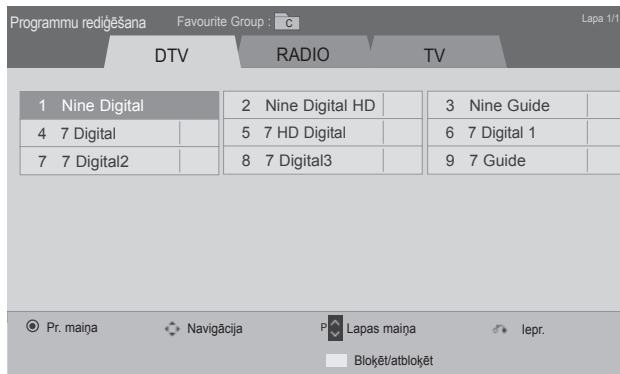 Programmu rediģēšana Favourite Group : C Lapa 1/1
DTV RADIO TV
1 Nine Digital 2 Nine Digital HD 3 Nine Guide
4 7 Digital 5 7 HD Digital 6 7 Digital 1
7 7 Digital2 8 7 Digital3 9 7 Guide
Pr. maiņa Navigācija P Lapas maiņa Iepr.
Bloķēt/atbloķēt